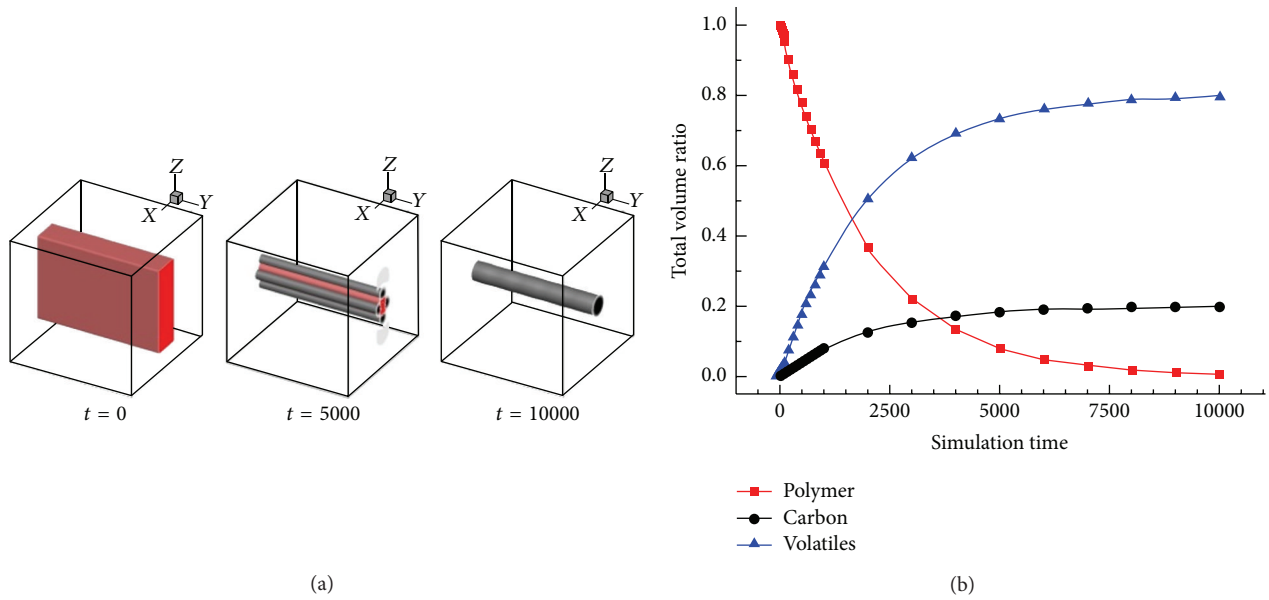 Z
X
Y
t = 0
Z
X
Y
t = 5000
Z
X
Y
t = 10000
(a)
Total volume ratio
1.0
0.8
0.6
0.4
0.2
0.0
0 2500 5000 7500 10000
Simulation time
Polymer
Carbon
Volatiles
(b)